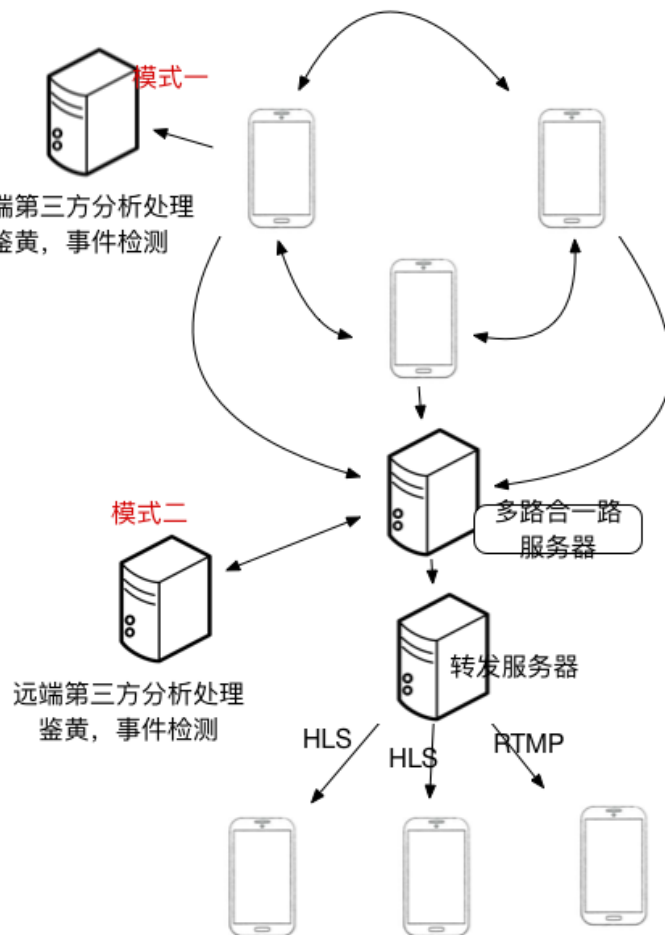 模式一
端第三方分析处理
鉴黄，事件检测
多路合一路
服务器
模式二
转发服务器
远端第三方分析处理
鉴黄，事件检测
HLS
HLS
RTMP